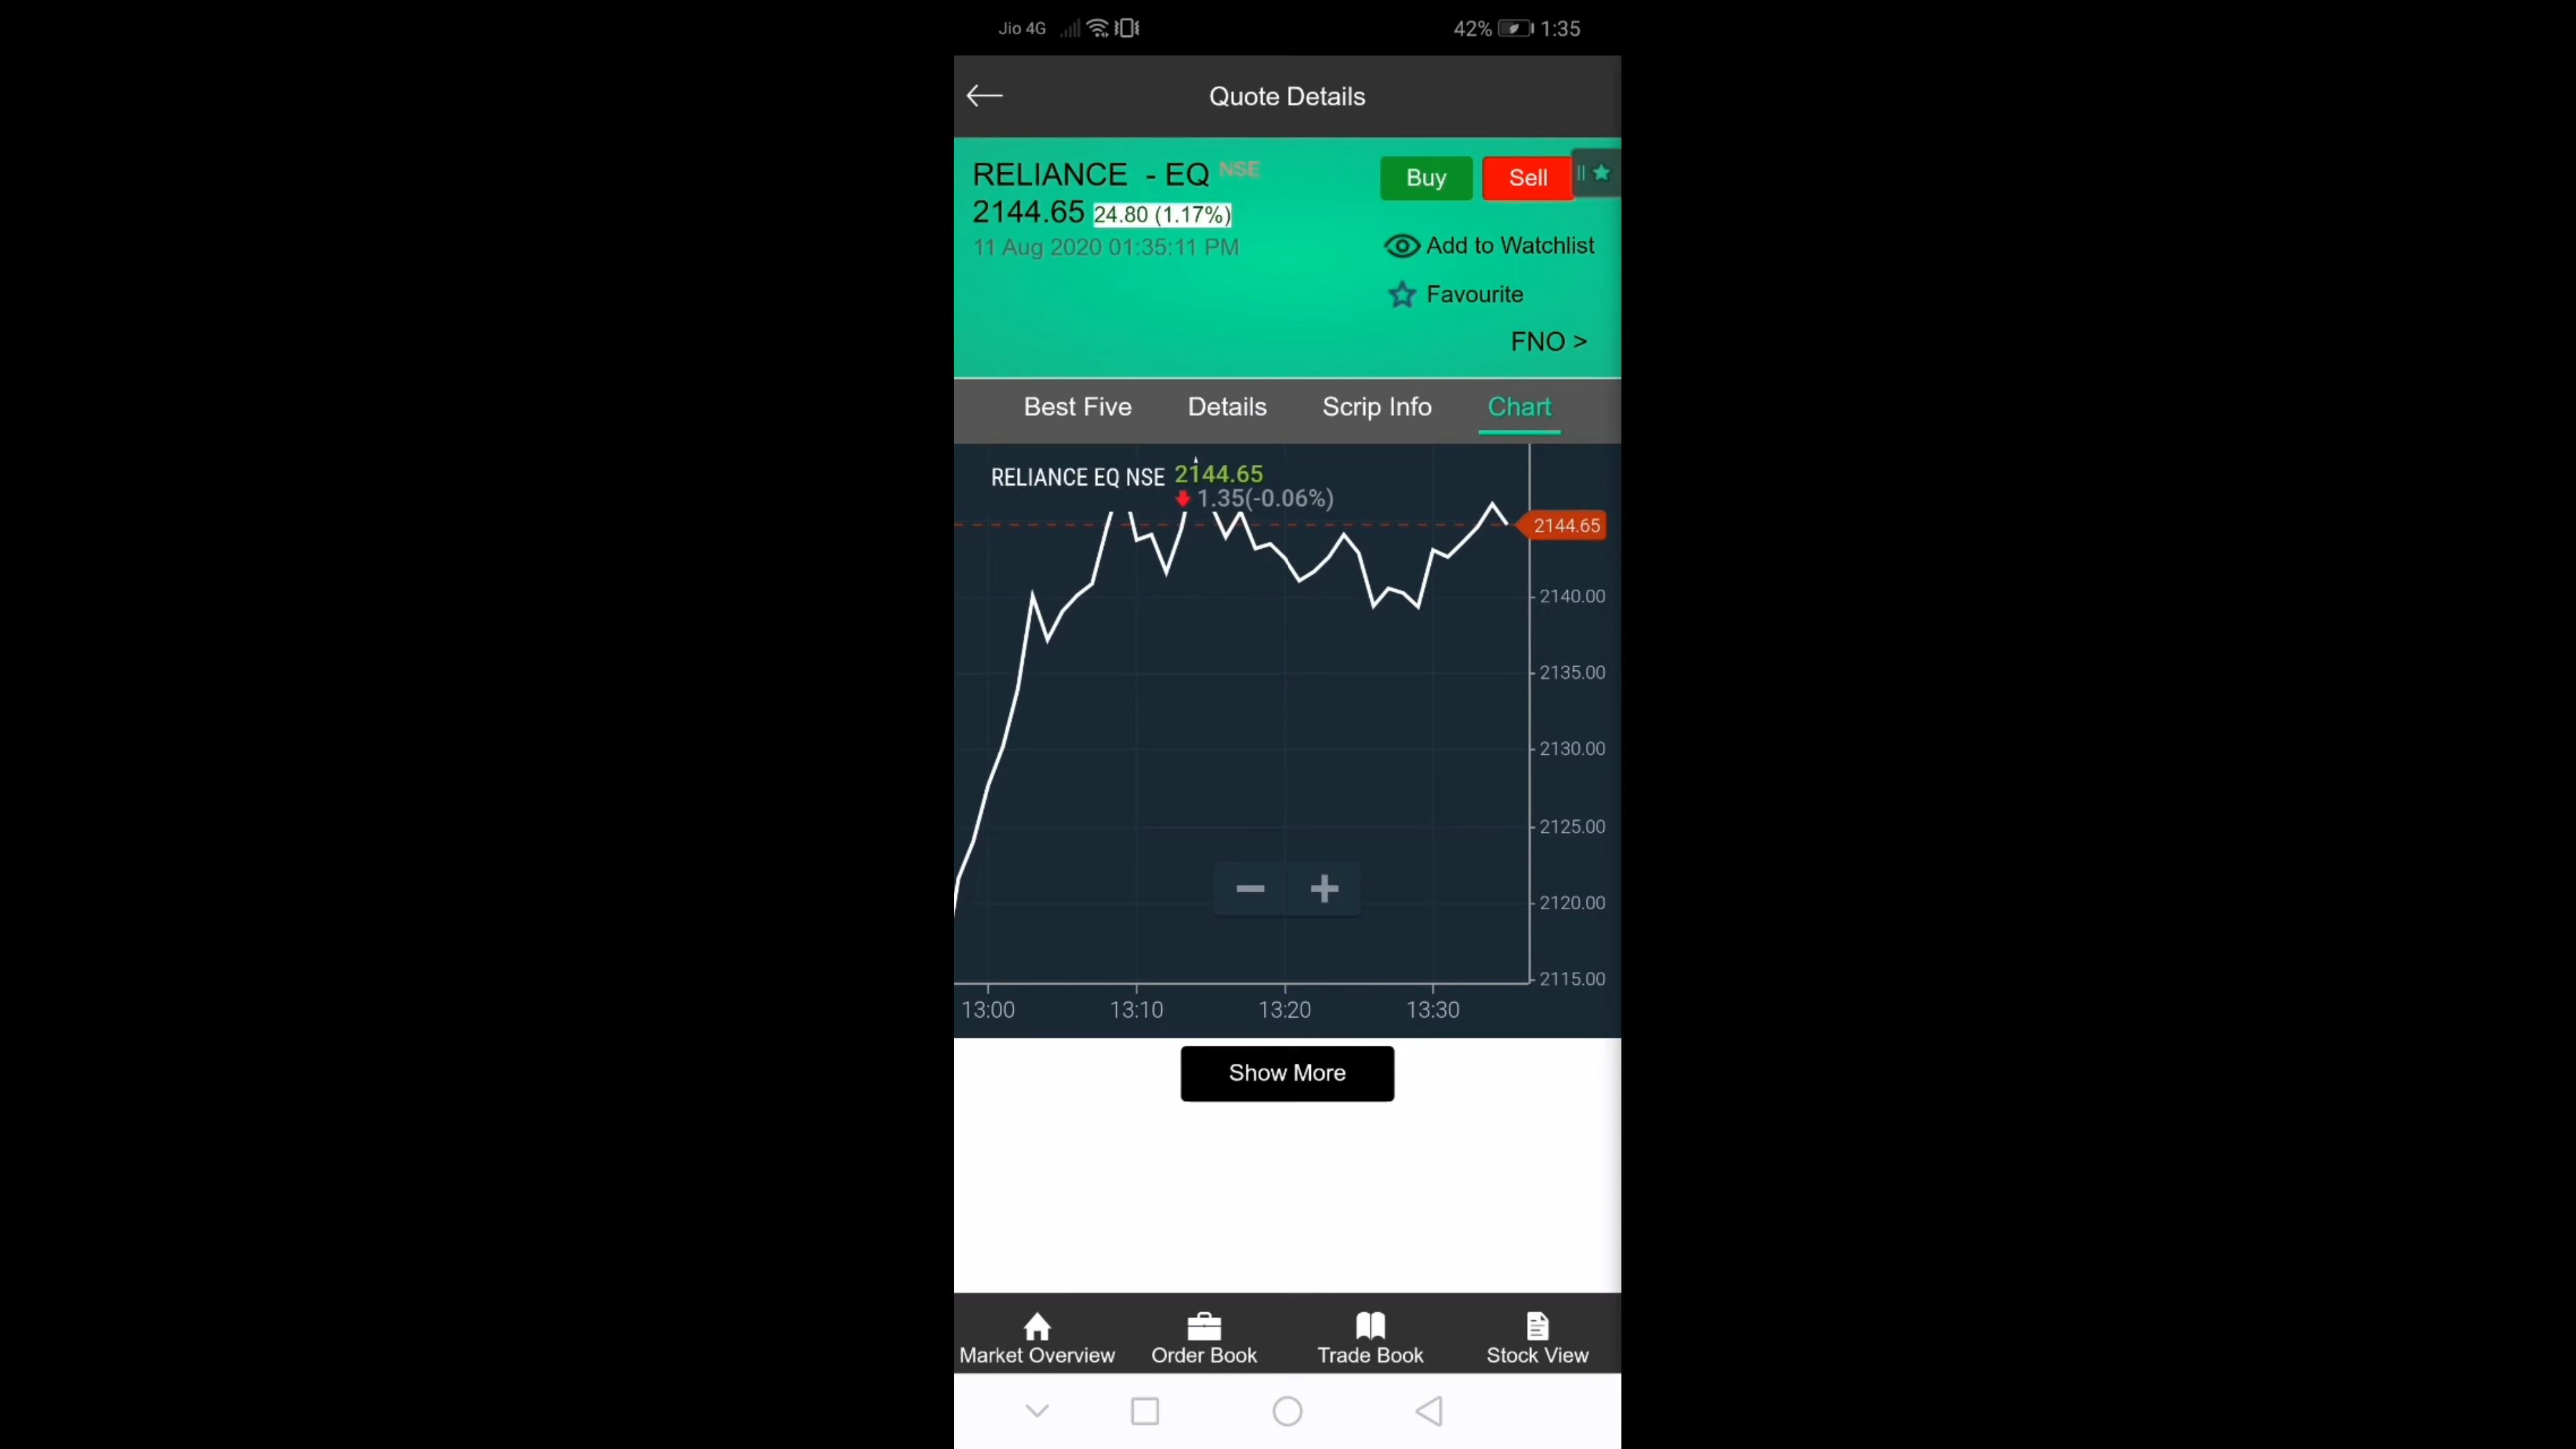 Jio 4G
42% 1:35
Quote Details
RELIANCE - EQ NSE
2144.65 24.80 (1.17%)
11 Aug 2020 01:35:11 PM
Buy Sell
Add to Watchlist
Favourite
FNO >
Best Five Details Scrip Info Chart
RELIANCE EQ NSE 2144.65
1.35(-0.06%)
2144.65
2140.00
2135.00
2130.00
2125.00
2120.00
2115.00
13:00 13:10 13:20 13:30
Show More
Market Overview Order Book Trade Book Stock View